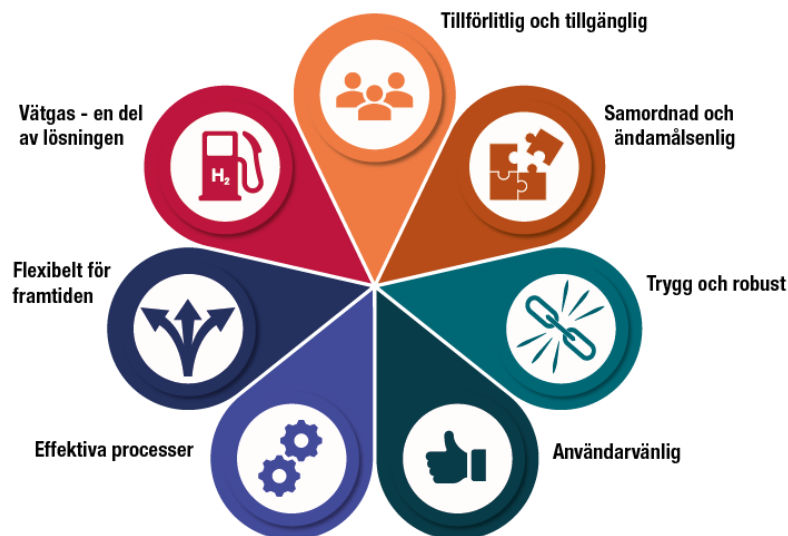 Tillförlitlig och tillgänglig
Samordnad och
ändamålsenlig
Trygg och robust
Användarvänlig
Effektiva processer
Flexibelt för
framtiden
Vätgas - en del
av lösningen
H₂